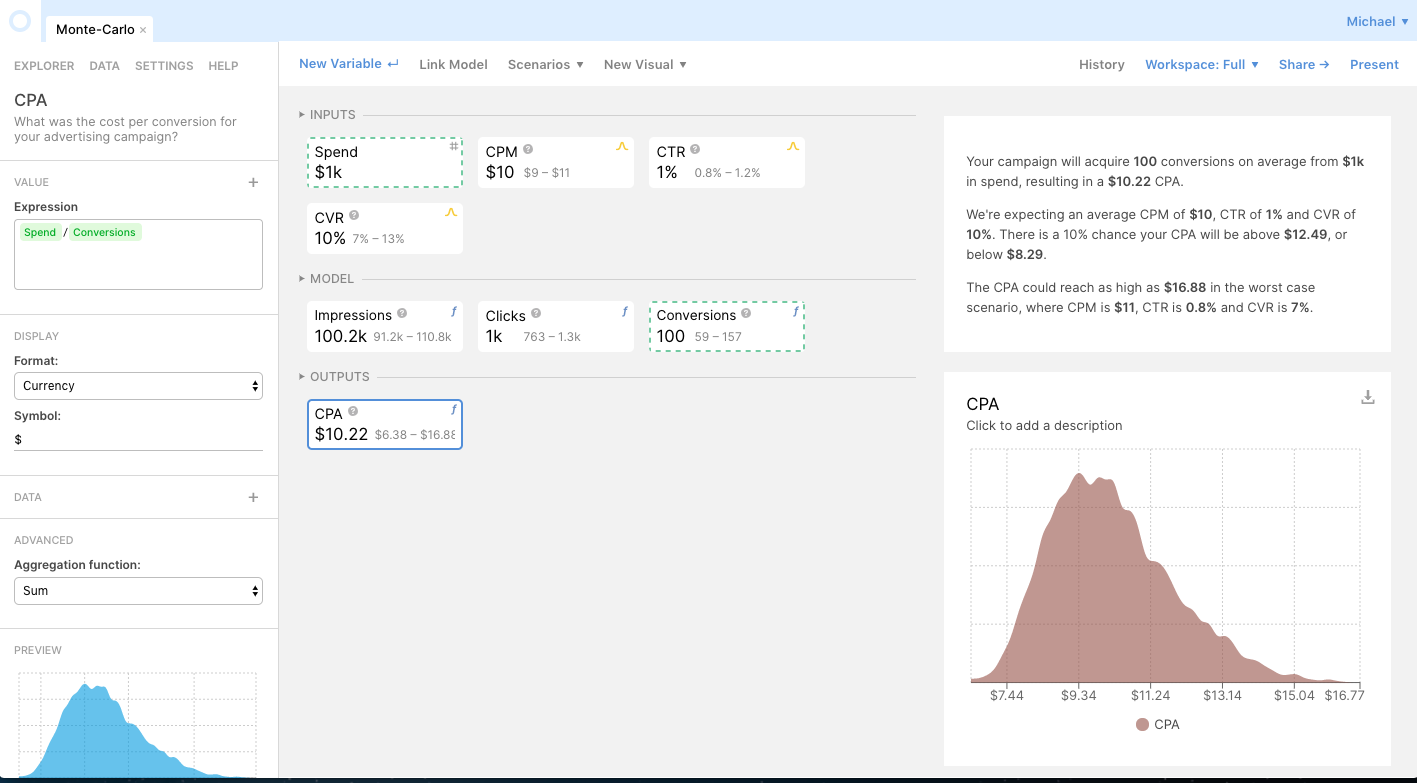 Monte-Carlo ×
Michael ▼
EXPLORER DATA SETTINGS HELP
CPA
What was the cost per conversion for
your advertising campaign?
VALUE +
Expression
Spend / Conversions
DISPLAY
Format:
Currency
Symbol:
$
DATA +
ADVANCED
Aggregation function:
Sum
PREVIEW
New Variable ↵ Link Model Scenarios ▼ New Visual ▼
History Workspace: Full ▼ Share → Present
INPUTS
Spend #
$1k
CPM ?
$10 $9 – $11
CTR ?
1% 0.8% – 1.2%
CVR ?
10% 7% – 13%
MODEL
Impressions ? ƒ
100.2k 91.2k – 110.8k
Clicks ? ƒ
1k 763 – 1.3k
Conversions ? ƒ
100 59 – 157
OUTPUTS
CPA ? ƒ
$10.22 $6.38 – $16.88
Your campaign will acquire 100 conversions on average from $1k
in spend, resulting in a $10.22 CPA.
We're expecting an average CPM of $10, CTR of 1% and CVR of
10%. There is a 10% chance your CPA will be above $12.49, or
below $8.29.
The CPA could reach as high as $16.88 in the worst case
scenario, where CPM is $11, CTR is 0.8% and CVR is 7%.
CPA
Click to add a description
$7.44 $9.34 $11.24 $13.14 $15.04 $16.77
CPA